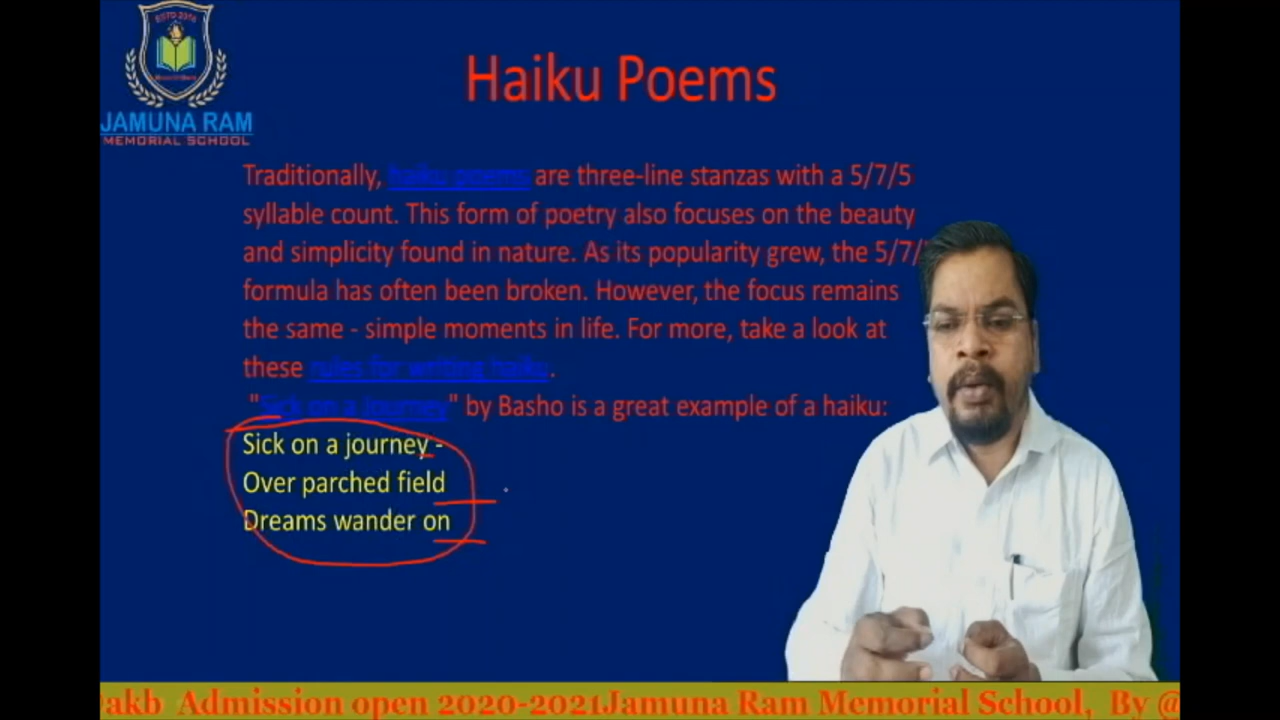 ESTD-2016
JAMUNA RAM
MEMORIAL SCHOOL
Haiku Poems
Traditionally, haiku poems are three-line stanzas with a 5/7/5
syllable count. This form of poetry also focuses on the beauty
and simplicity found in nature. As its popularity grew, the 5/7/
formula has often been broken. However, the focus remains
the same - simple moments in life. For more, take a look at
these rules for writing haiku.
"Sick on a Journey" by Basho is a great example of a haiku:
Sick on a journey -
Over parched field
Dreams wander on
akb Admission open 2020-2021Jamuna Ram Memorial School, By @